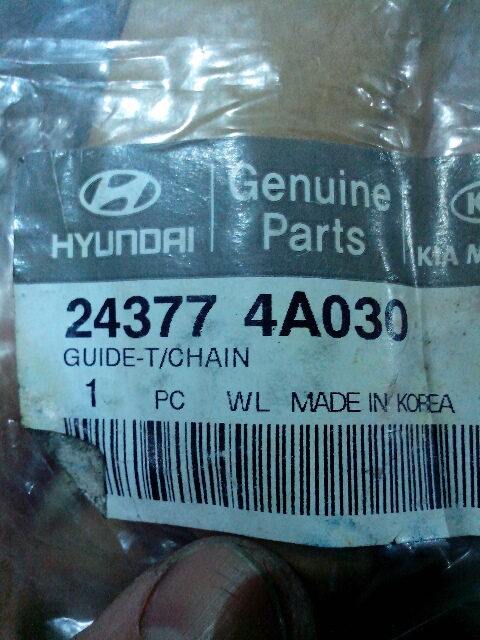 HYUNDAI
Genuine
Parts
KIA M
24377 4A030
GUIDE-T/CHAIN
1 PC WL MADE IN KOREA